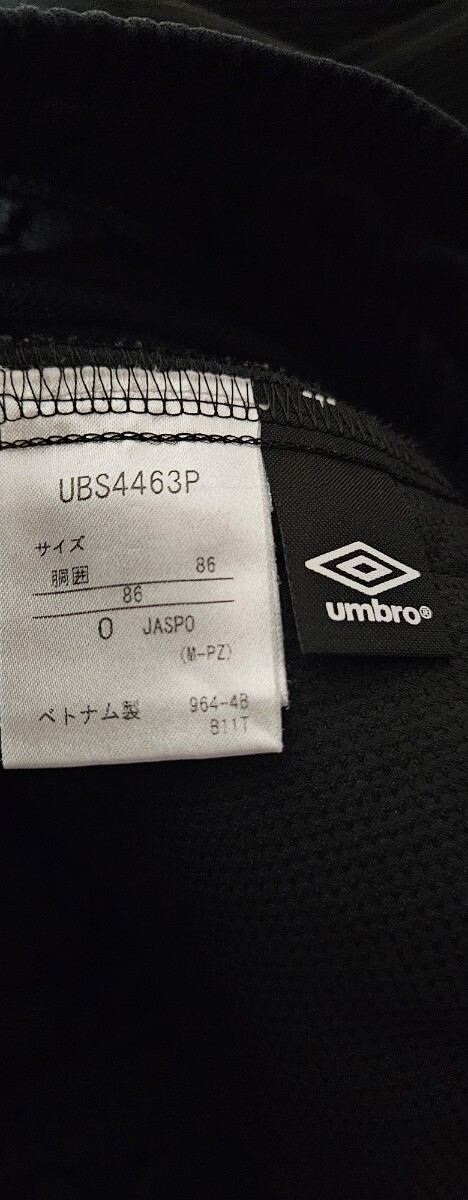 UBS4463P
サイズ
胴囲 86
86
O JASPO
(M-PZ)
ベトナム製 964-4B
B11T
umbro®